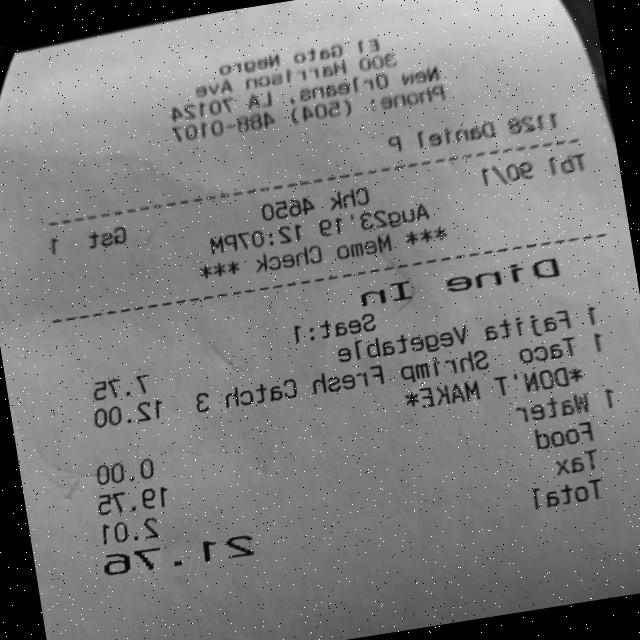 El Gato Negro
300 Harrison Ave
New Orleans, LA 70124
Phone: (504) 488-0107
1128 Daniel P
Tbl 90/1 Chk 4650 Gst 1
Aug23'19 12:07PM
*** Memo Check ***
Dine In
Seat:1
1 Fajita Vegetable 7.75
1 Taco Shrimp Fresh Catch 3 12.00
*DON'T MAKE*
1 Water 0.00
Food 19.75
Tax 2.01
Total 21.76